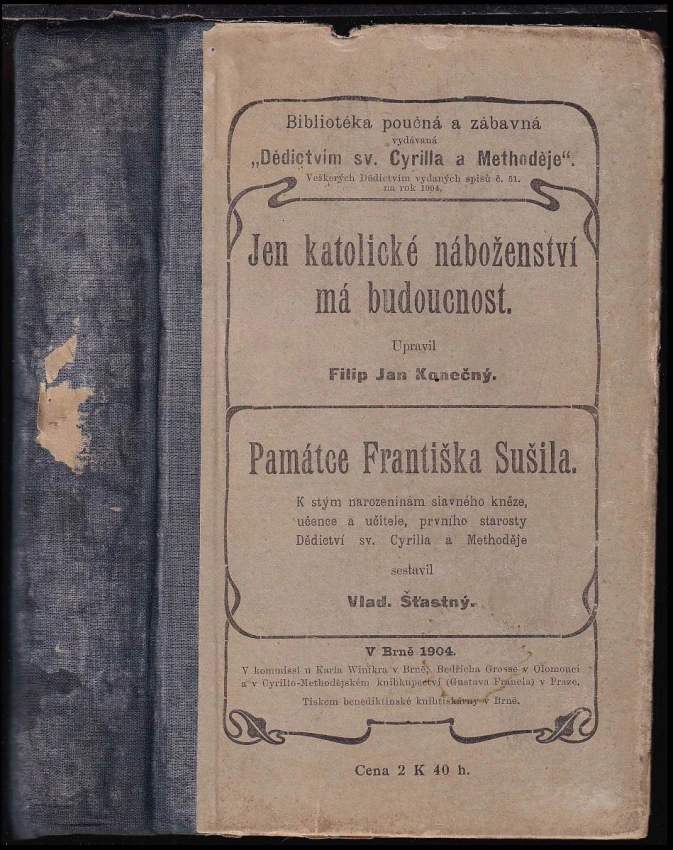 Bibliotéka poučná a zábavná
vydávaná
„Dědictvím sv. Cyrilla a Methoděje“.
Veškerých Dědictvím vydaných spisů č. 51.
na rok 1904.
Jen katolické náboženství
má budoucnost.
Upravil
Filip Jan Konečný.
Památce Františka Sušila.
K stým narozeninám slavného kněze,
učence a učitele, prvního starosty
Dědictví sv. Cyrilla a Methoděje
sestavil
Vlad. Šťastný.
V Brně 1904.
V kommissi u Karla Winikra v Brně, Bedřicha Grosse v Olomouci
a v Cyrillo-Methodějském knihkupectví (Gustava Francla) v Praze.
Tiskem benediktinské knihtiskárny v Brně.
Cena 2 K 40 h.